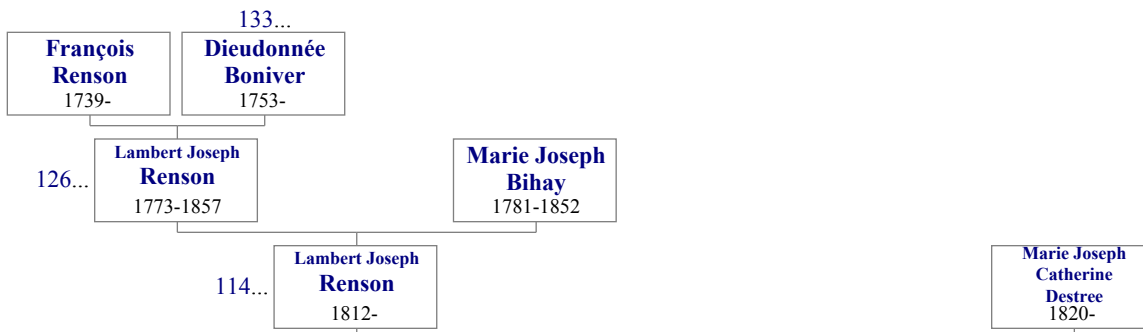 133...
François
Renson
1739-
Dieudonnée
Boniver
1753-
126...
Lambert Joseph
Renson
1773-1857
Marie Joseph
Bihay
1781-1852
114...
Lambert Joseph
Renson
1812-
Marie Joseph
Catherine
Destree
1820-